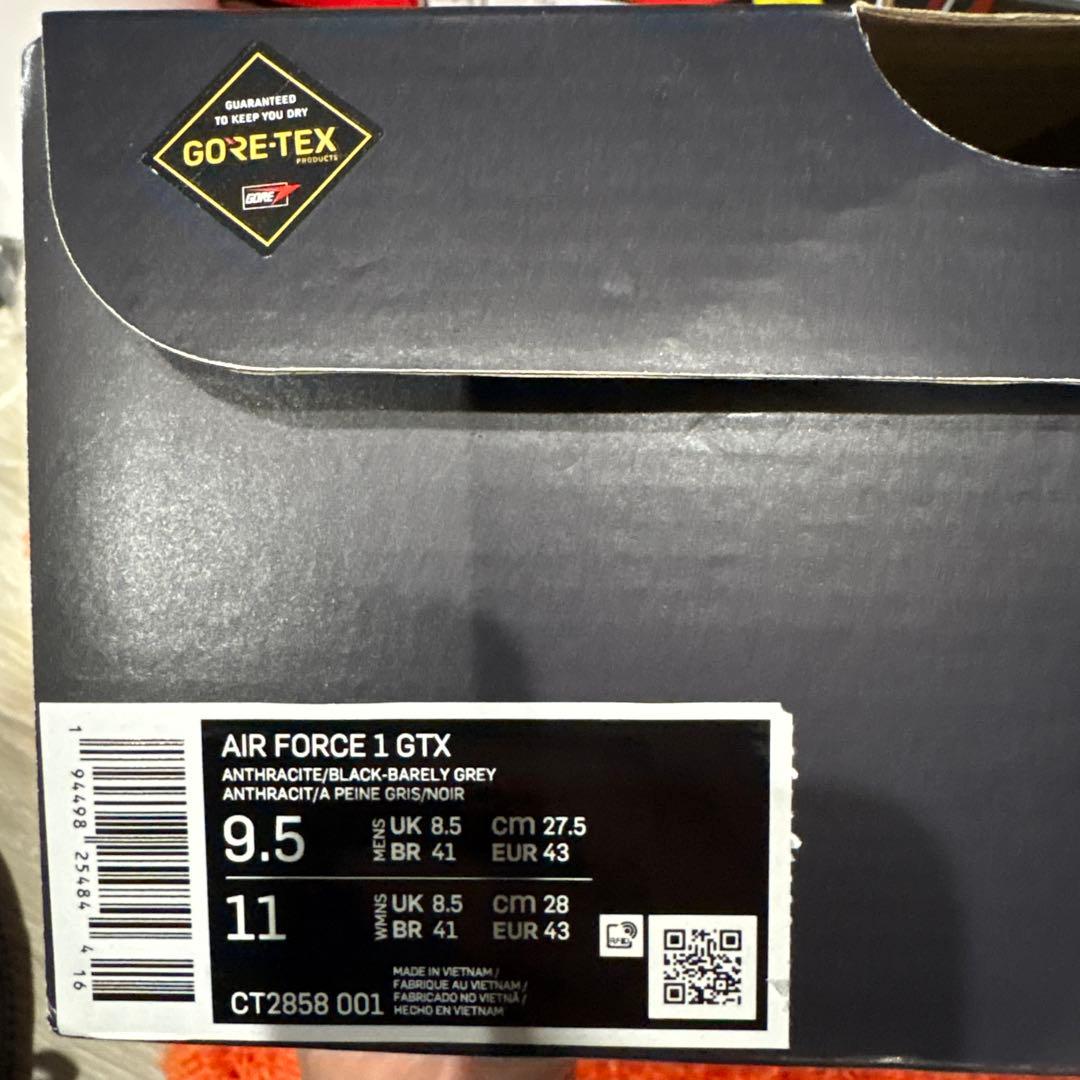 GUARANTEED
TO KEEP YOU DRY
GORE-TEX
PRODUCTS
GORE
AIR FORCE 1 GTX
ANTHRACITE/BLACK-BARELY GREY
ANTHRACIT/A PEINE GRIS/NOIR
9.5 MENS UK 8.5 cm 27.5
BR 41 EUR 43
11 WMNS UK 8.5 cm 28
BR 41 EUR 43
RFID
CT2858 001
MADE IN VIETNAM /
FABRIQUE AU VIETNAM /
FABRICADO NO VIETNÃ /
HECHO EN VIETNAM
1 94498 25484 4 16